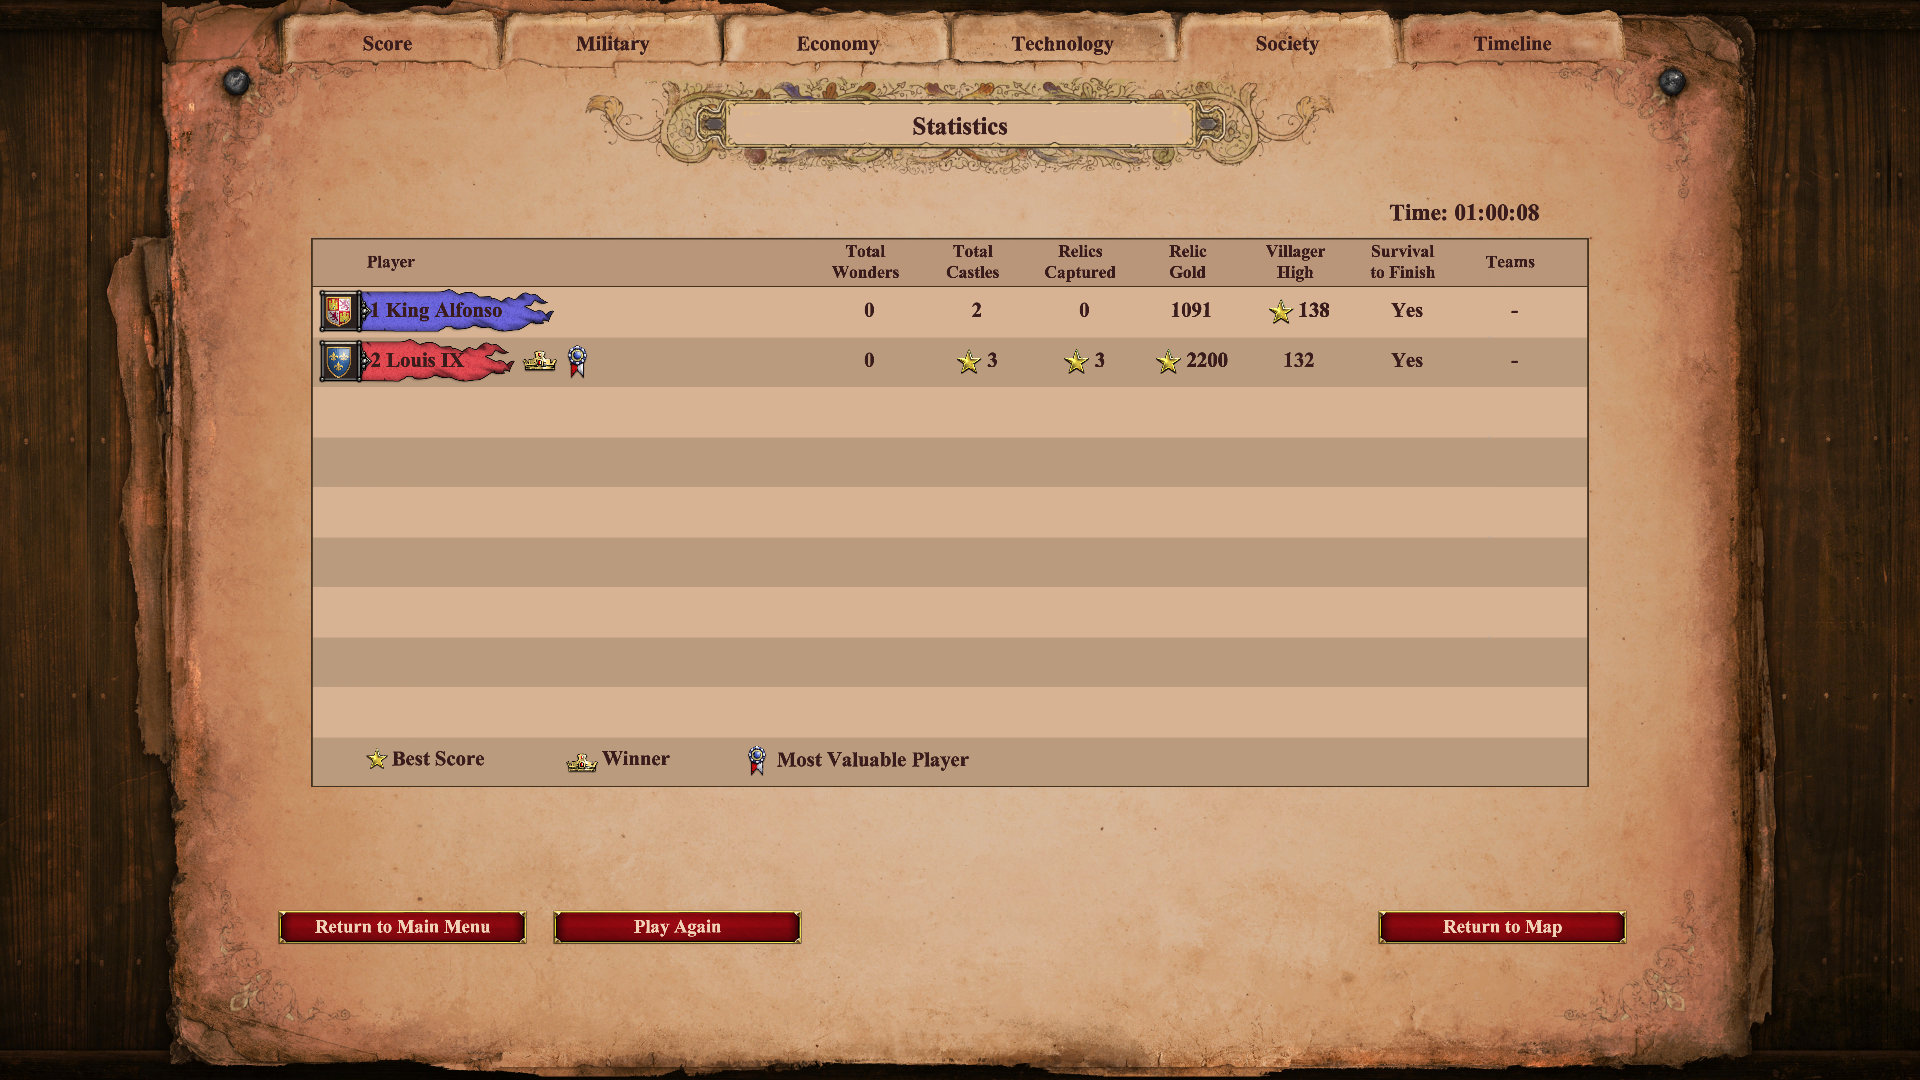 Score Military Economy Technology Society Timeline
Statistics
Time: 01:00:08
Player Total Wonders Total Castles Relics Captured Relic Gold Villager High Survival to Finish Teams
1 King Alfonso 0 2 0 1091 138 Yes -
2 Louis IX 0 3 3 2200 132 Yes -
Best Score Winner Most Valuable Player
Return to Main Menu Play Again Return to Map